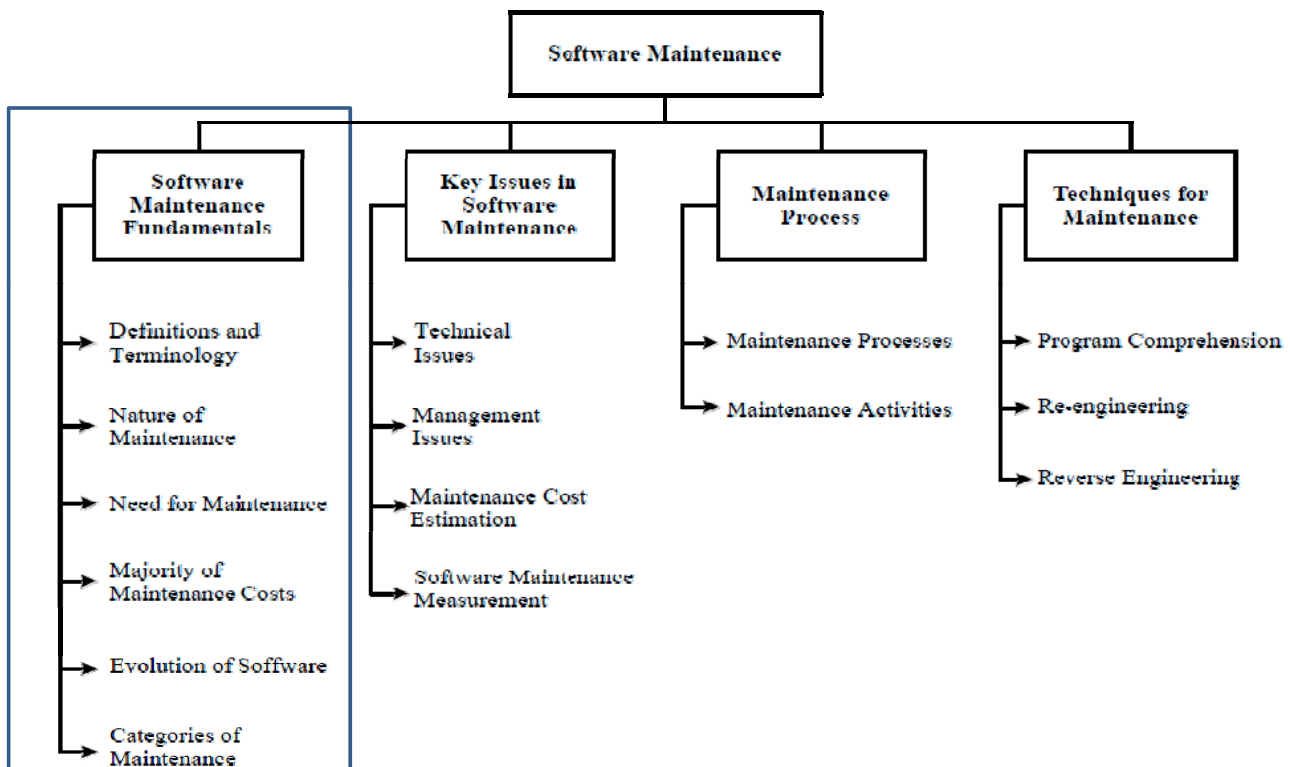 Software Maintenance
Software
Maintenance
Fundamentals
Definitions and
Terminology
Nature of
Maintenance
Need for Maintenance
Majority of
Maintenance Costs
Evolution of Soffware
Categories of
Maintenance
Key Issues in
Software
Maintenance
Technical
Issues
Management
Issues
Maintenance Cost
Estimation
Software Maintenance
Measurement
Maintenance
Process
Maintenance Processes
Maintenance Activities
Techniques for
Maintenance
Program Comprehension
Re-engineering
Reverse Engineering